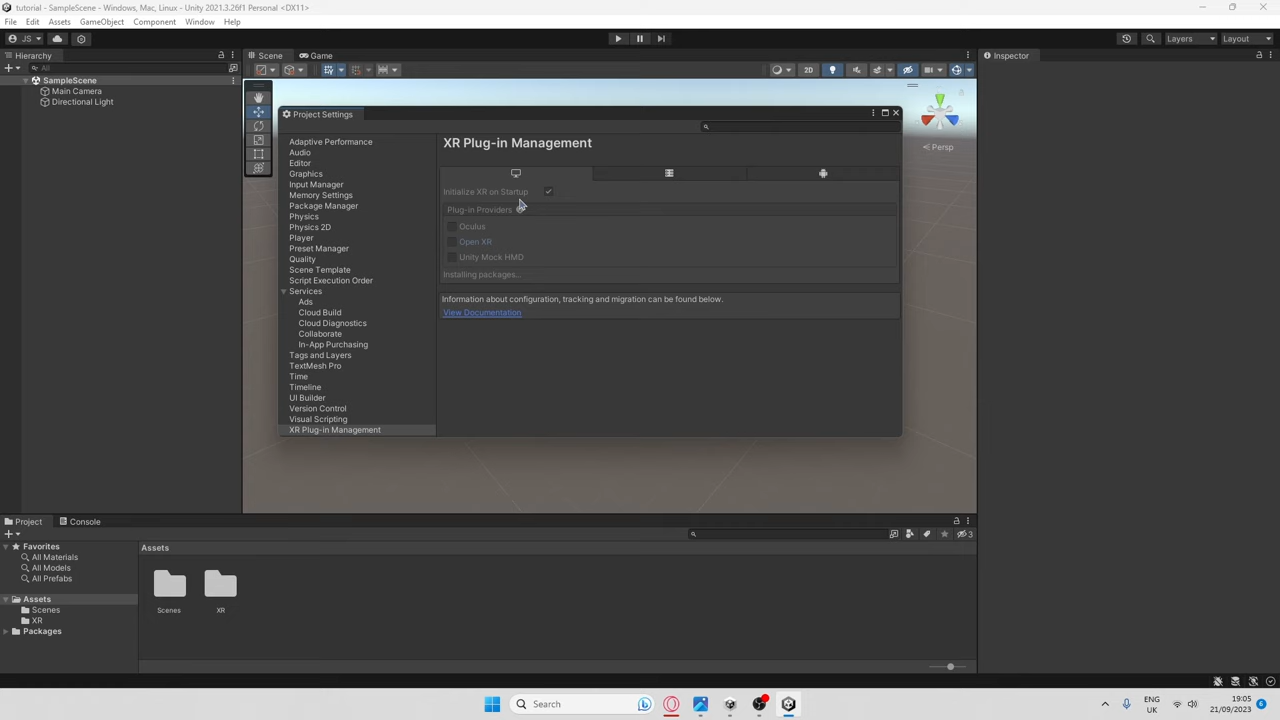 tutorial - SampleScene - Windows, Mac, Linux - Unity 2021.3.26f1 Personal <DX11>
File Edit Assets GameObject Component Window Help
JS
Layers
Layout
Hierarchy
All
SampleScene
Main Camera
Directional Light
Scene
Game
2D
Persp
Inspector
Project Settings
Adaptive Performance
Audio
Editor
Graphics
Input Manager
Memory Settings
Package Manager
Physics
Physics 2D
Player
Preset Manager
Quality
Scene Template
Script Execution Order
Services
Ads
Cloud Build
Cloud Diagnostics
Collaborate
In-App Purchasing
Tags and Layers
TextMesh Pro
Time
Timeline
UI Builder
Version Control
Visual Scripting
XR Plug-in Management
XR Plug-in Management
Initialize XR on Startup
Plug-in Providers
Oculus
Open XR
Unity Mock HMD
Installing packages...
Information about configuration, tracking and migration can be found below.
View Documentation
Project
Console
3
Favorites
All Materials
All Models
All Prefabs
Assets
Scenes
XR
Packages
Assets
Scenes
XR
Search
ENG
UK
19:05
21/09/2023
6